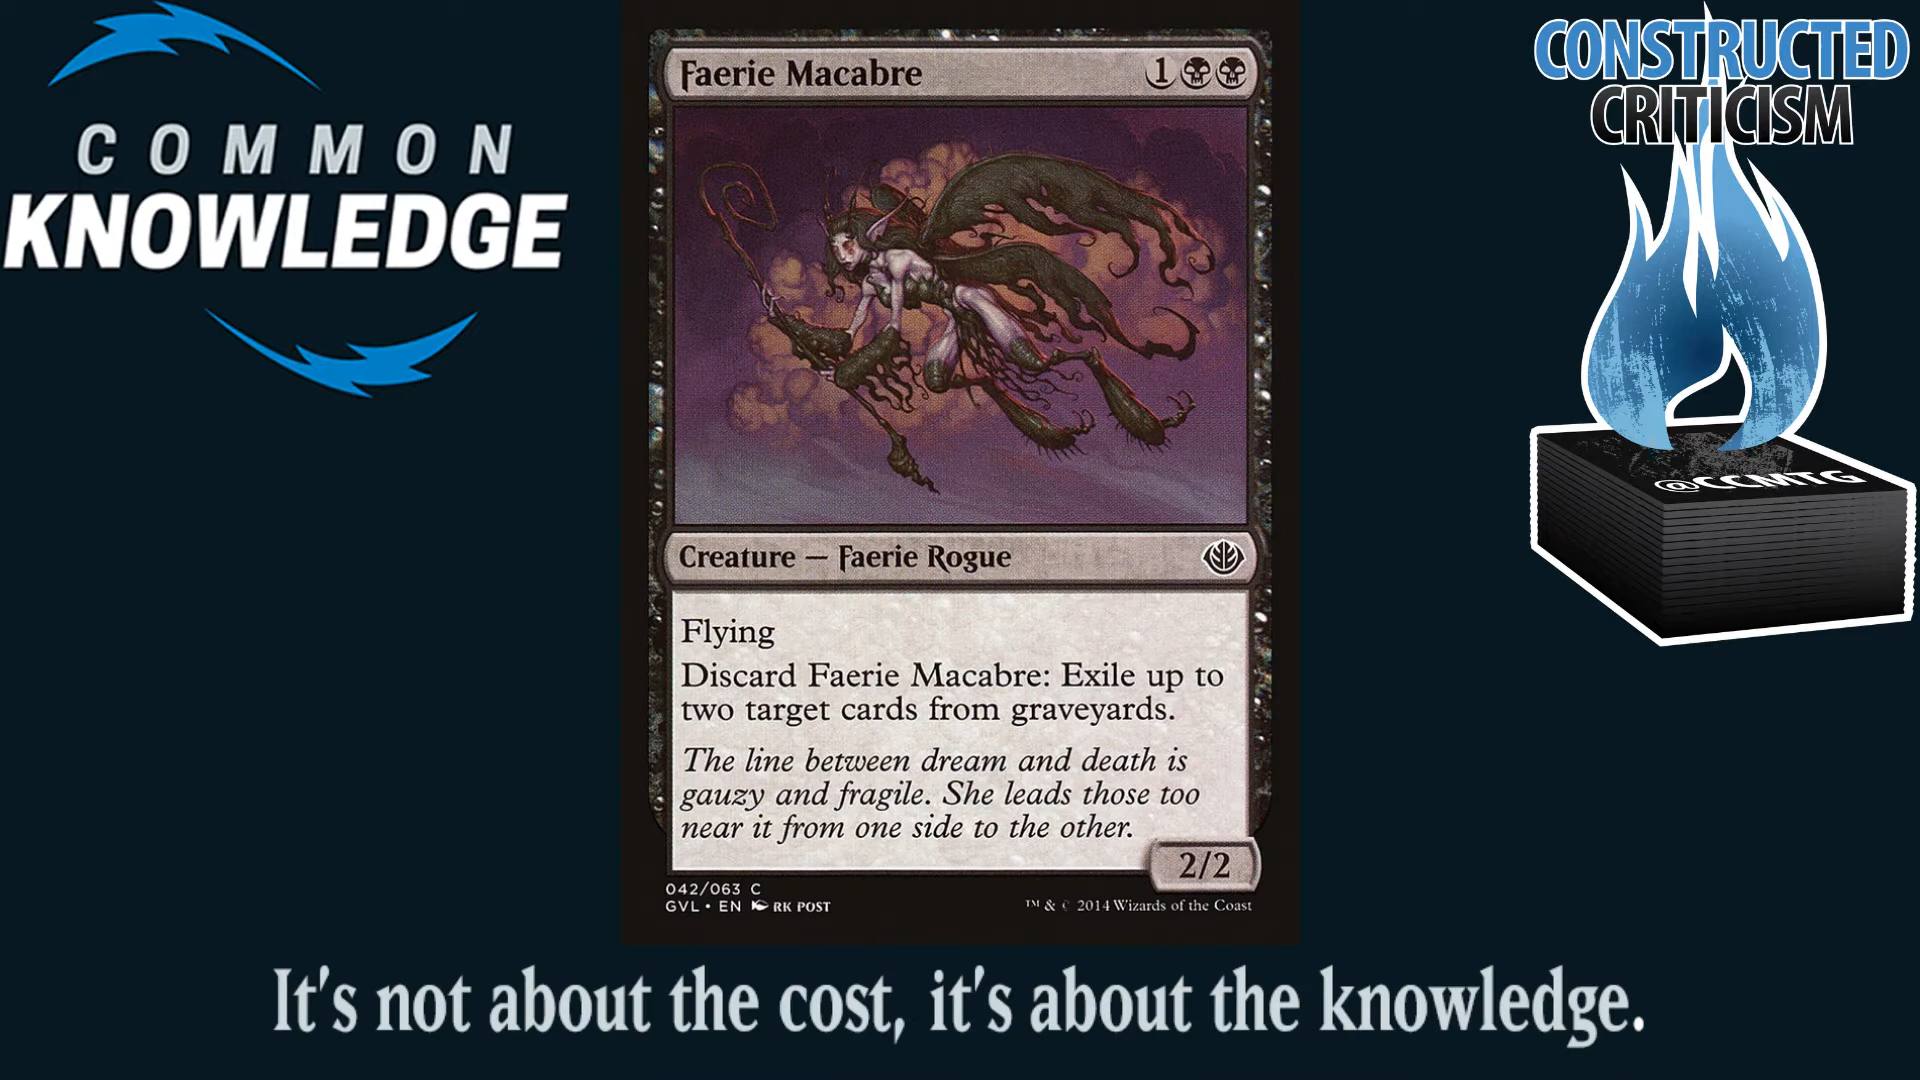 COMMON
KNOWLEDGE
Faerie Macabre 1
Creature — Faerie Rogue
Flying
Discard Faerie Macabre: Exile up to
two target cards from graveyards.
The line between dream and death is
gauzy and fragile. She leads those too
near it from one side to the other.
2/2
042/063 C
GVL • EN RK POST
™ & © 2014 Wizards of the Coast
CONSTRUCTED
CRITICISM
@CCMTG
It's not about the cost, it's about the knowledge.